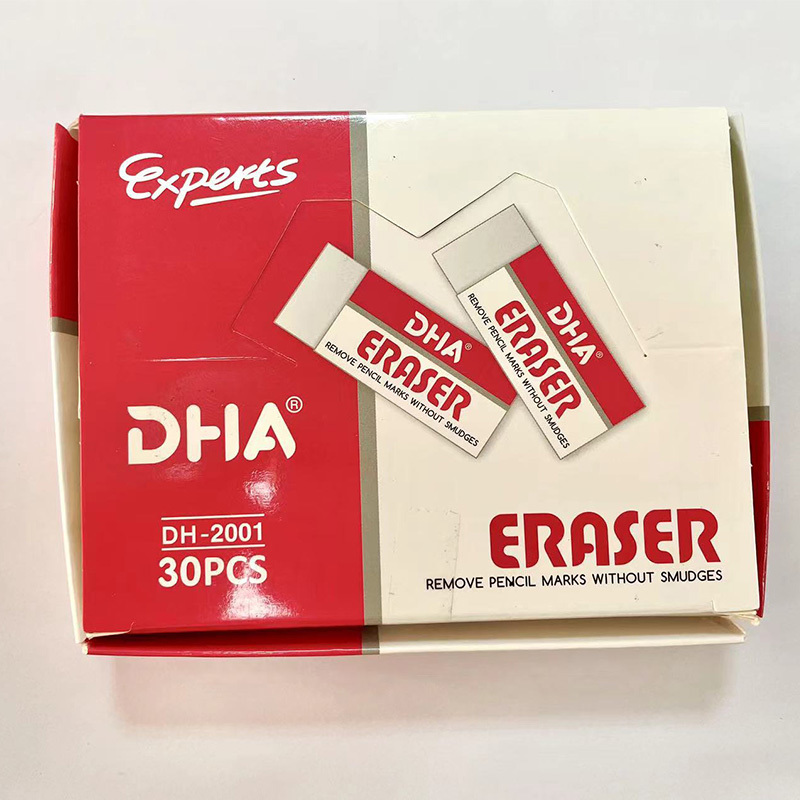 Experts
DHA®
DH-2001
30PCS
DHA®
ERASER
REMOVE PENCIL MARKS WITHOUT SMUDGES
DHA®
ERASER
REMOVE PENCIL MARKS WITHOUT SMUDGES
ERASER
REMOVE PENCIL MARKS WITHOUT SMUDGES